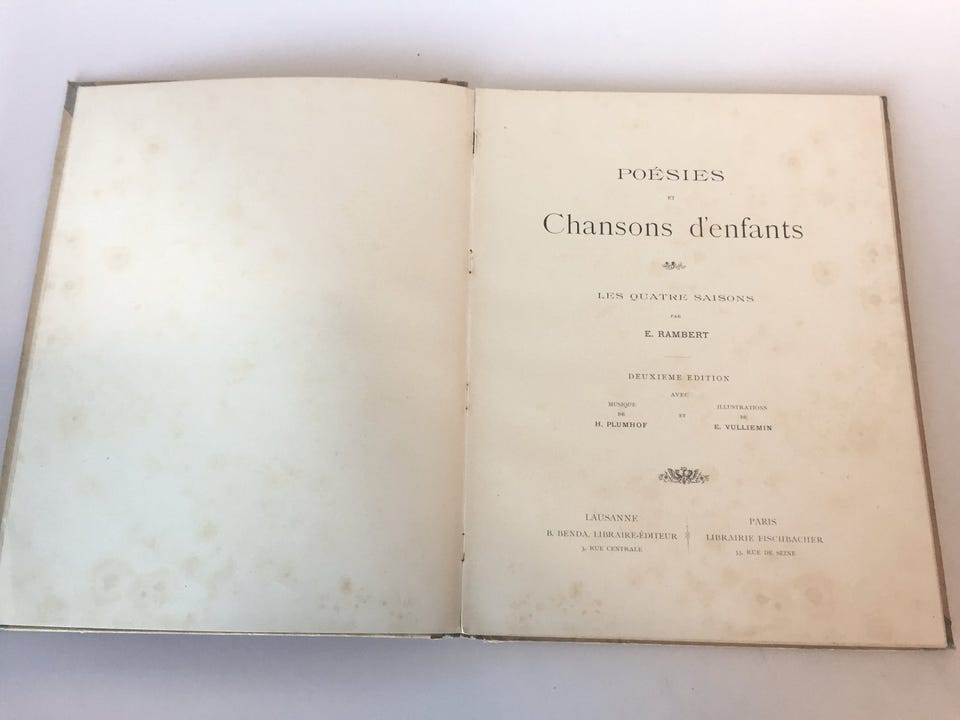 POÉSIES
ET
Chansons d'enfants
LES QUATRE SAISONS
PAR
E. RAMBERT
DEUXIEME EDITION
AVEC
MUSIQUE
DE
H. PLUMHOF
ET
ILLUSTRATIONS
DE
E. VULLIEMIN
LAUSANNE
B. BENDA, LIBRAIRE-ÉDITEUR
3, RUE CENTRALE
PARIS
LIBRAIRIE FISCHBACHER
33, RUE DE SEINE